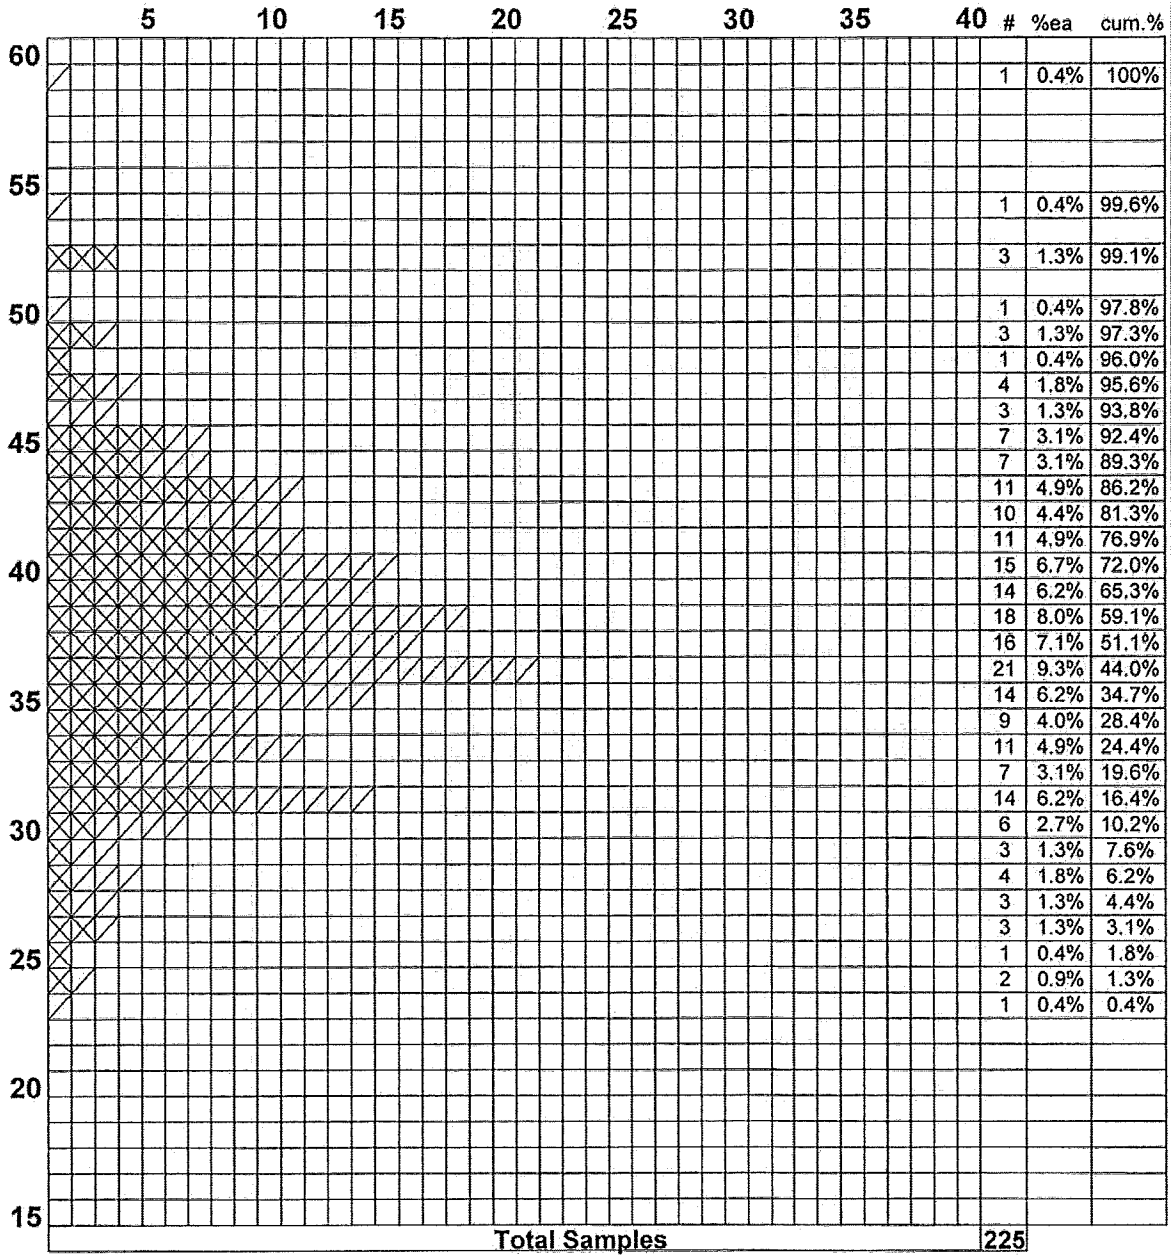 5 10 15 20 25 30 35 40 # %ea cum.%
60
1 0.4% 100%
55
1 0.4% 99.6%
3 1.3% 99.1%
50 1 0.4% 97.8%
3 1.3% 97.3%
1 0.4% 96.0%
4 1.8% 95.6%
3 1.3% 93.8%
45 7 3.1% 92.4%
7 3.1% 89.3%
11 4.9% 86.2%
10 4.4% 81.3%
11 4.9% 76.9%
40 15 6.7% 72.0%
14 6.2% 65.3%
18 8.0% 59.1%
16 7.1% 51.1%
21 9.3% 44.0%
35 14 6.2% 34.7%
9 4.0% 28.4%
11 4.9% 24.4%
7 3.1% 19.6%
14 6.2% 16.4%
30 6 2.7% 10.2%
3 1.3% 7.6%
4 1.8% 6.2%
3 1.3% 4.4%
3 1.3% 3.1%
25 1 0.4% 1.8%
2 0.9% 1.3%
1 0.4% 0.4%
20
15
Total Samples 225